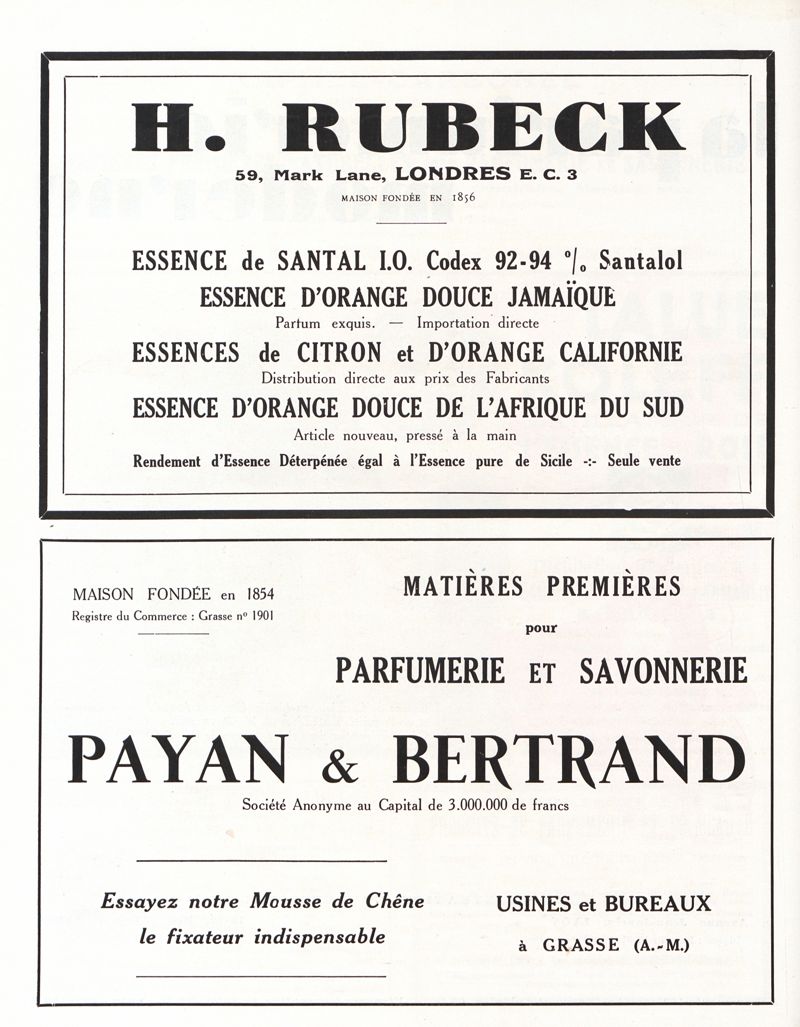 H. RUBECK
59, Mark Lane, LONDRES E. C. 3
MAISON FONDÉE EN 1856
ESSENCE de SANTAL I.O. Codex 92-94 % Santalol
ESSENCE D'ORANGE DOUCE JAMAÏQUE
Partum exquis. — Importation directe
ESSENCES de CITRON et D'ORANGE CALIFORNIE
Distribution directe aux prix des Fabricants
ESSENCE D'ORANGE DOUCE DE L'AFRIQUE DU SUD
Article nouveau, pressé à la main
Rendement d'Essence Déterpénée égal à l'Essence pure de Sicile -:- Seule vente
MAISON FONDÉE en 1854
Registre du Commerce : Grasse nº 1901
MATIÈRES PREMIÈRES
pour
PARFUMERIE ET SAVONNERIE
PAYAN & BERTRAND
Société Anonyme au Capital de 3.000.000 de francs
Essayez notre Mousse de Chêne
le fixateur indispensable
USINES et BUREAUX
à GRASSE (A.-M.)